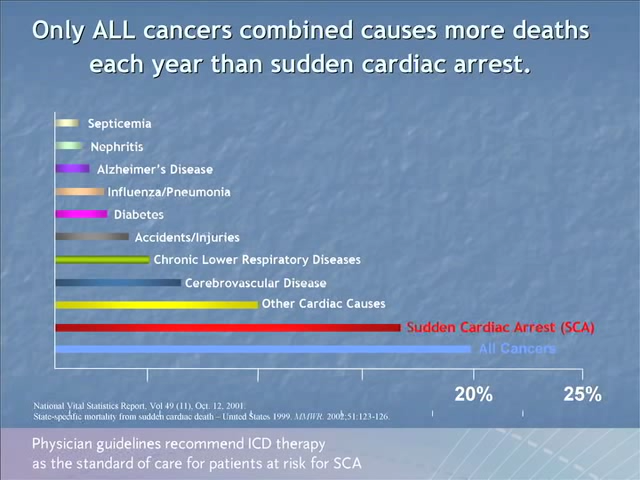 Only ALL cancers combined causes more deaths
each year than sudden cardiac arrest.
Septicemia
Nephritis
Alzheimer's Disease
Influenza/Pneumonia
Diabetes
Accidents/Injuries
Chronic Lower Respiratory Diseases
Cerebrovascular Disease
Other Cardiac Causes
Sudden Cardiac Arrest (SCA)
All Cancers
20% 25%
National Vital Statistics Report, Vol 49 (11), Oct. 12, 2001.
State-specific mortality from sudden cardiac death – United States 1999. MMWR. 2002;51:123-126.
Physician guidelines recommend ICD therapy
as the standard of care for patients at risk for SCA